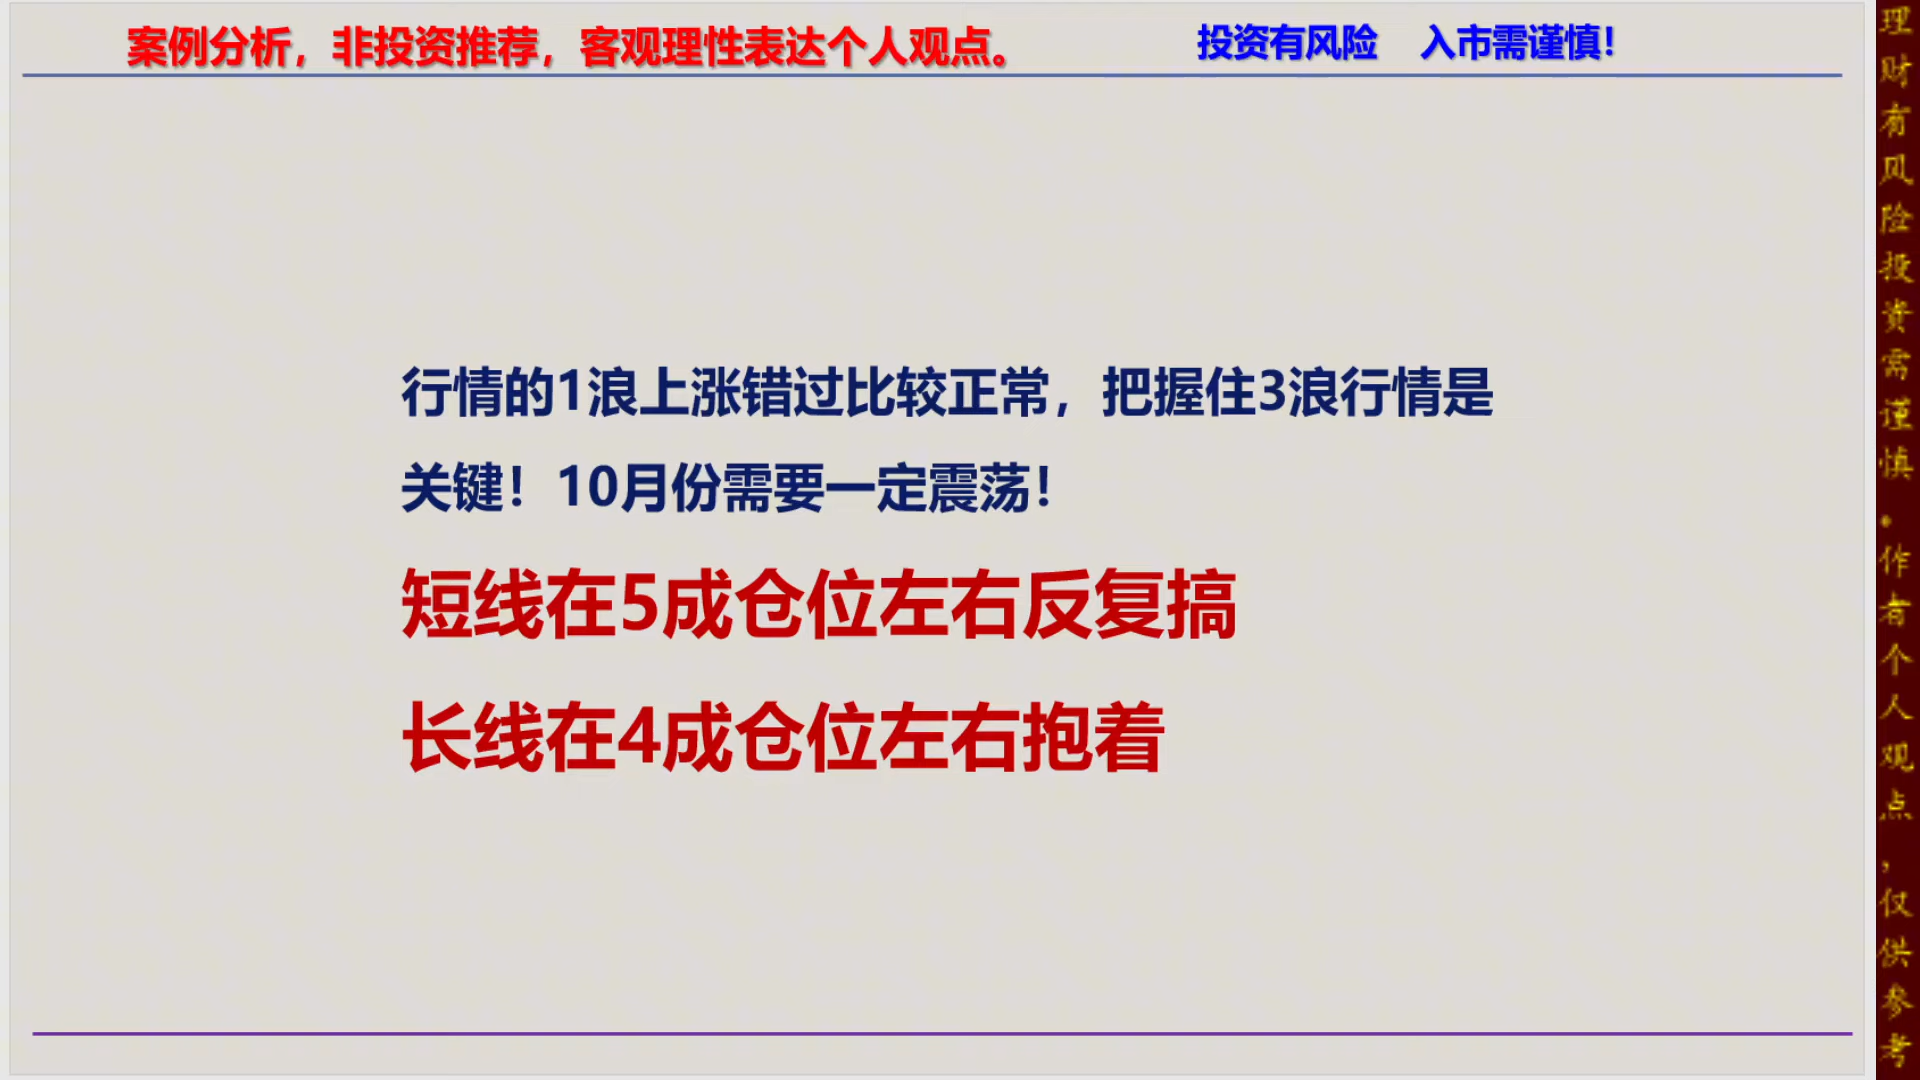 案例分析，非投资推荐，客观理性表达个人观点。
投资有风险　入市需谨慎！
行情的1浪上涨错过比较正常，把握住3浪行情是
关键！10月份需要一定震荡！
短线在5成仓位左右反复搞
长线在4成仓位左右抱着
理财有风险投资需谨慎。作者个人观点，仅供参考